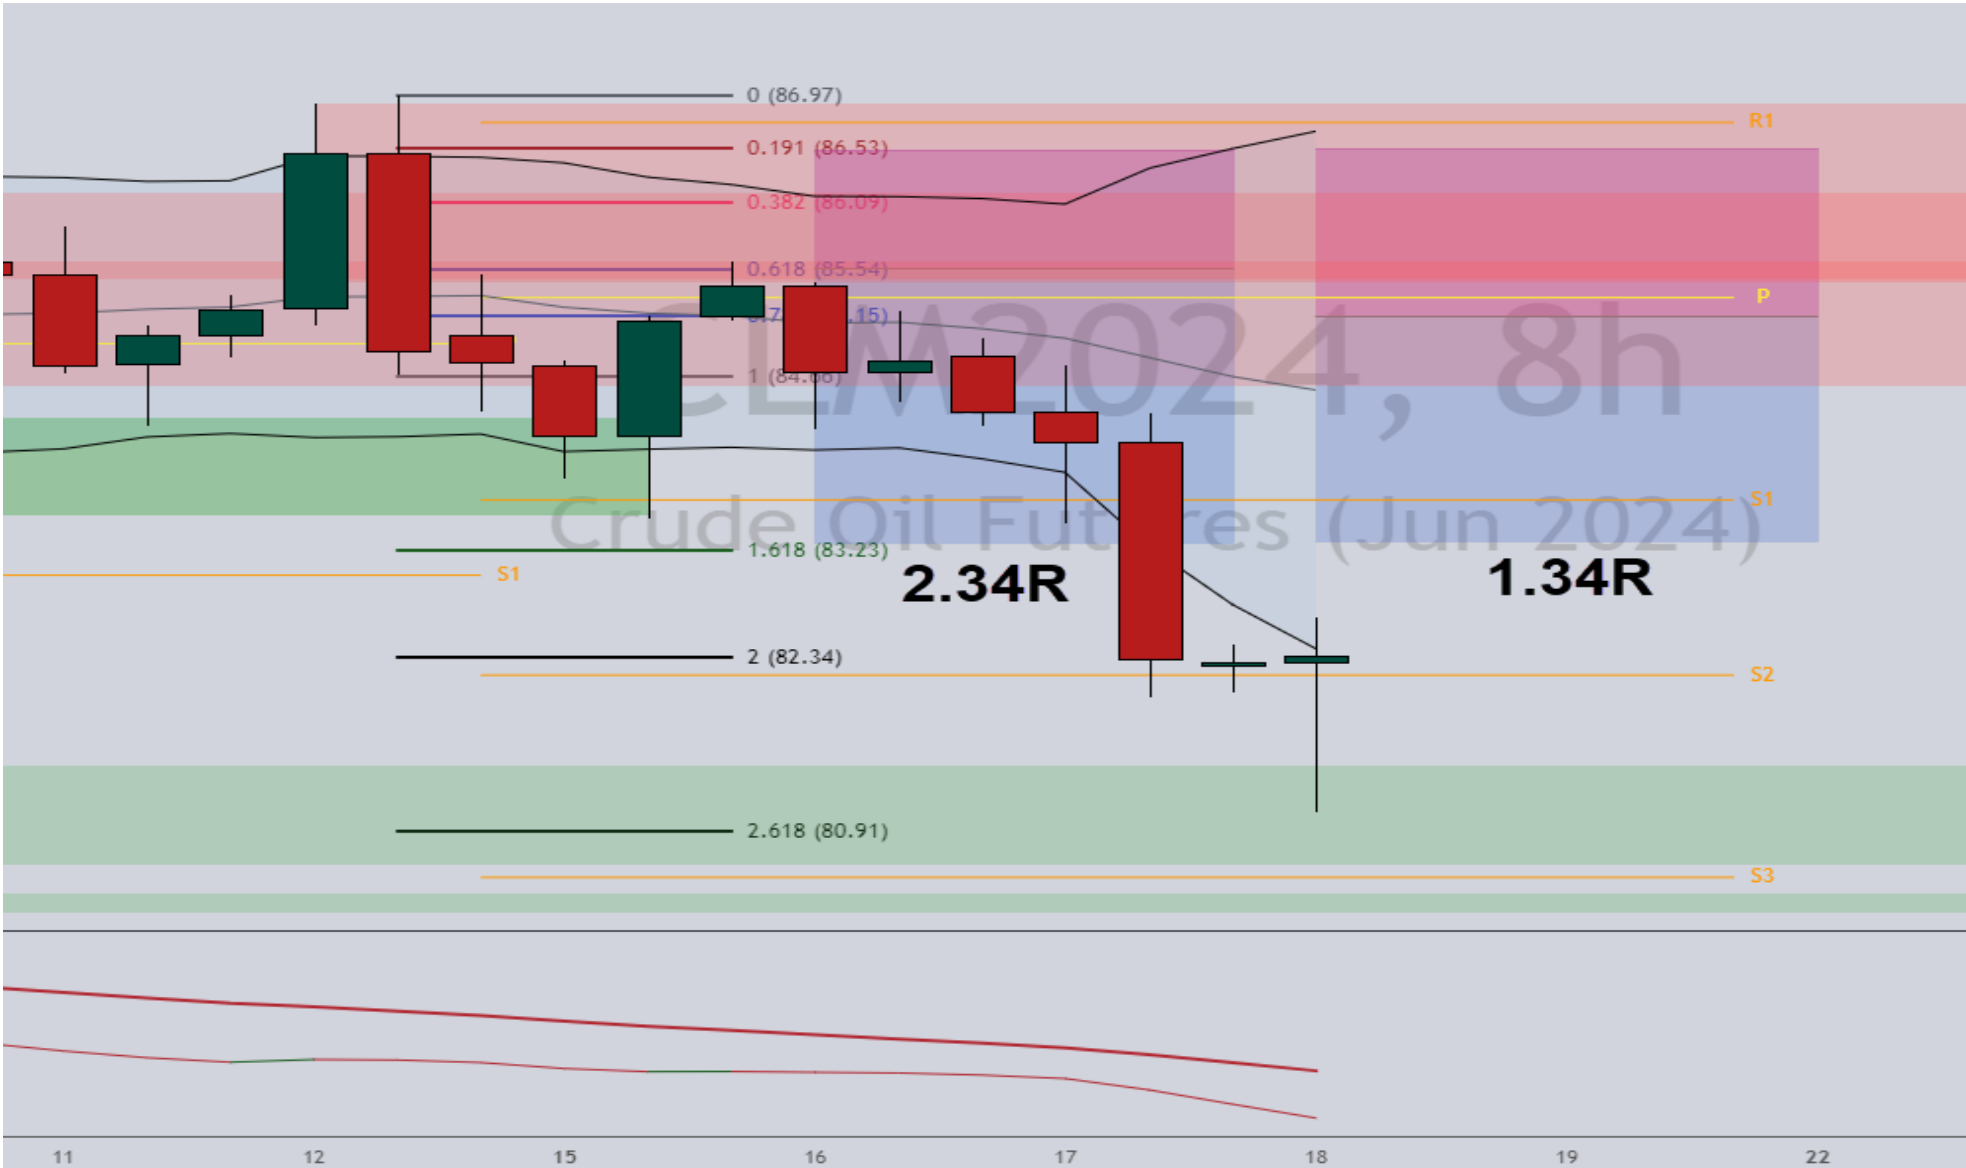 0 (86.97)
R1
0.191 (86.53)
0.382 (86.09)
0.618 (85.54)
P
CLM2024, 8h
1 (84.66)
S1
Crude Oil Futures (Jun 2024)
1.618 (83.23)
S1
2.34R
1.34R
2 (82.34)
S2
2.618 (80.91)
S3
11 12 15 16 17 18 19 22